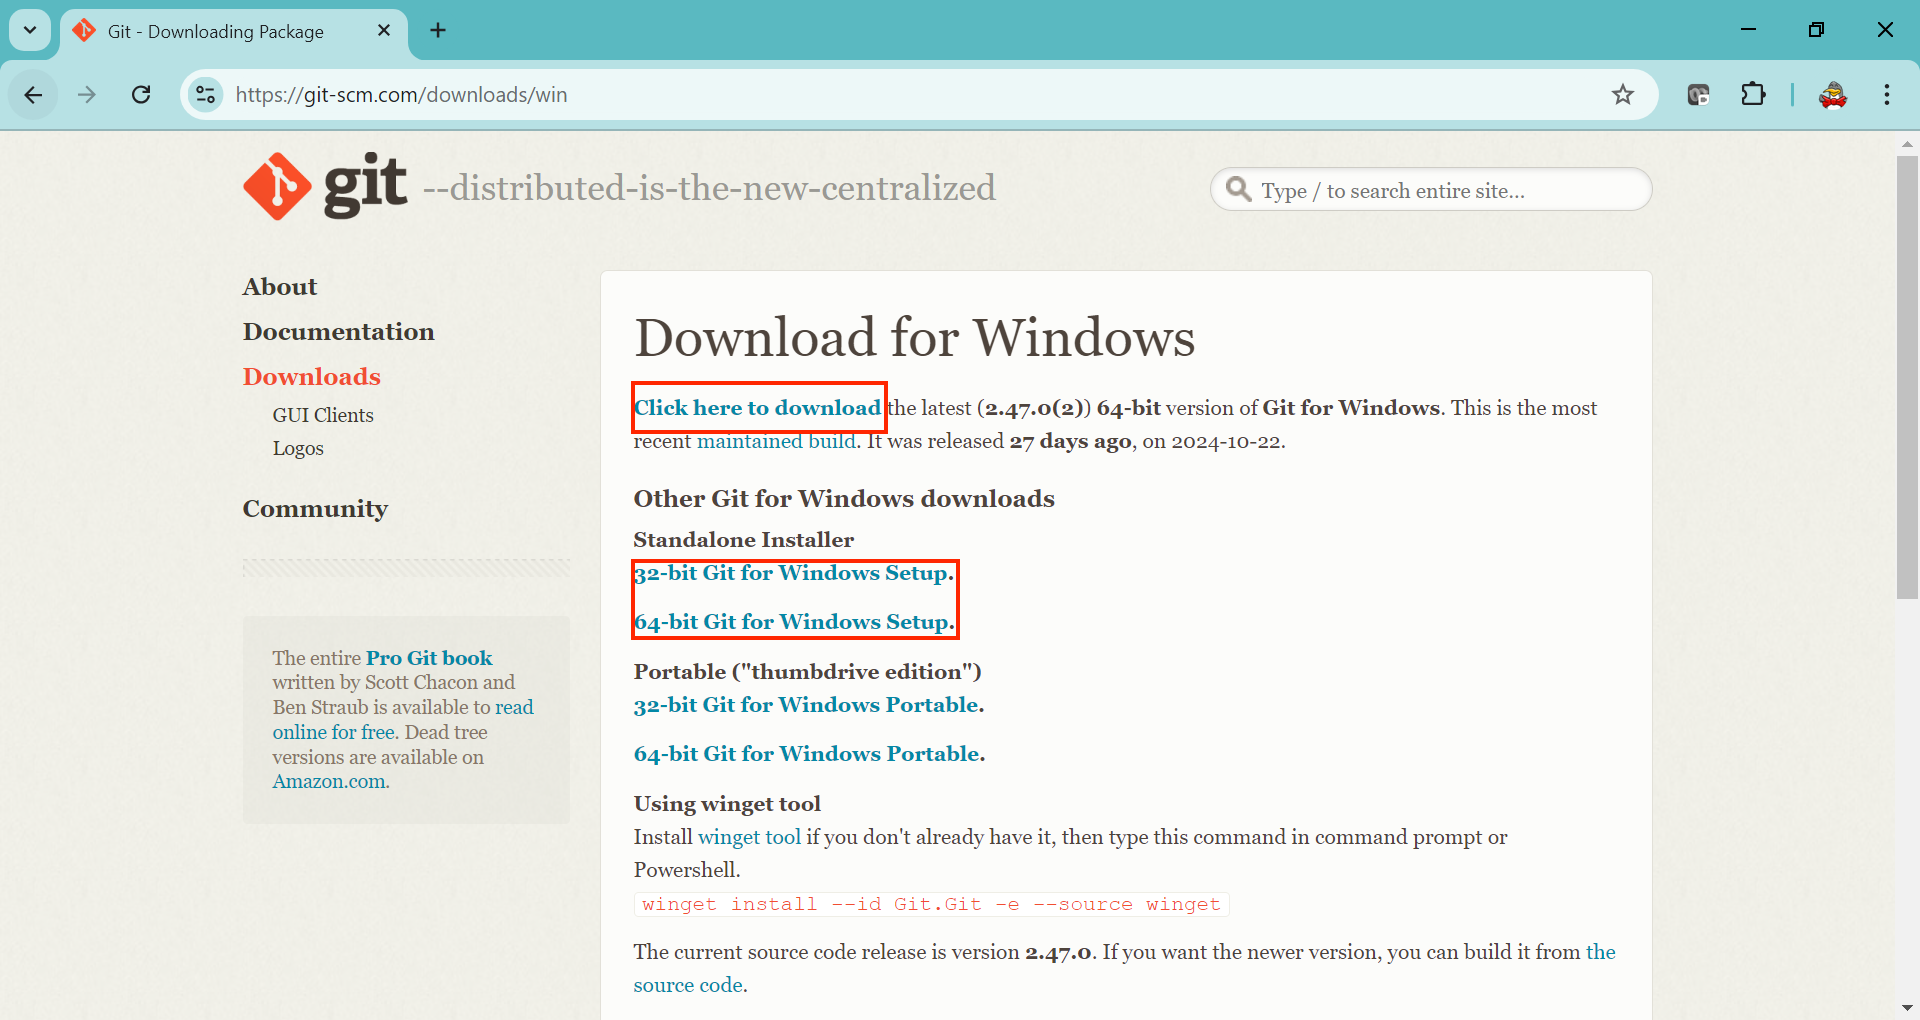 Git - Downloading Package
https://git-scm.com/downloads/win
git --distributed-is-the-new-centralized
Type / to search entire site...
About
Documentation
Downloads
GUI Clients
Logos
Community
The entire Pro Git book
written by Scott Chacon and
Ben Straub is available to read
online for free. Dead tree
versions are available on
Amazon.com.
Download for Windows
Click here to download the latest (2.47.0(2)) 64-bit version of Git for Windows. This is the most
recent maintained build. It was released 27 days ago, on 2024-10-22.
Other Git for Windows downloads
Standalone Installer
32-bit Git for Windows Setup.
64-bit Git for Windows Setup.
Portable ("thumbdrive edition")
32-bit Git for Windows Portable.
64-bit Git for Windows Portable.
Using winget tool
Install winget tool if you don't already have it, then type this command in command prompt or
Powershell.
winget install --id Git.Git -e --source winget
The current source code release is version 2.47.0. If you want the newer version, you can build it from the
source code.